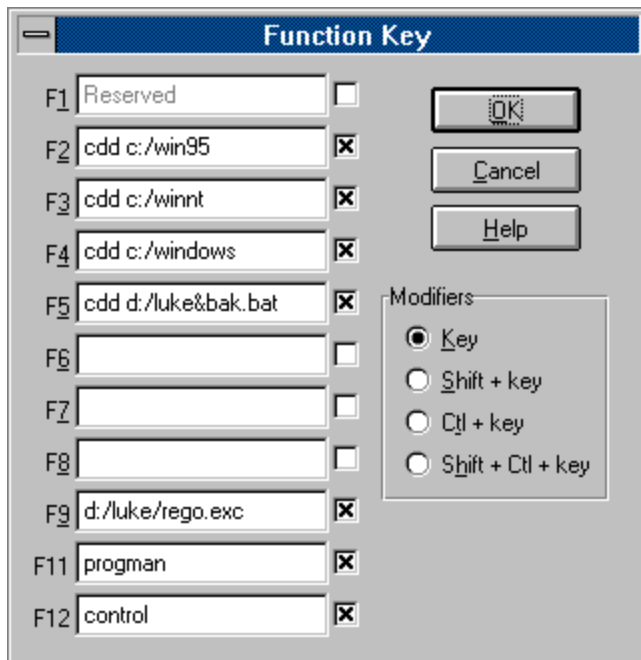 Function Key
F1 Reserved
F2 cdd c:/win95
F3 cdd c:/winnt
F4 cdd c:/windows
F5 cdd d:/luke&bak.bat
F6
F7
F8
F9 d:/luke/rego.exc
F11 progman
F12 control
OK
Cancel
Help
Modifiers
Key
Shift + key
Ctl + key
Shift + Ctl + key